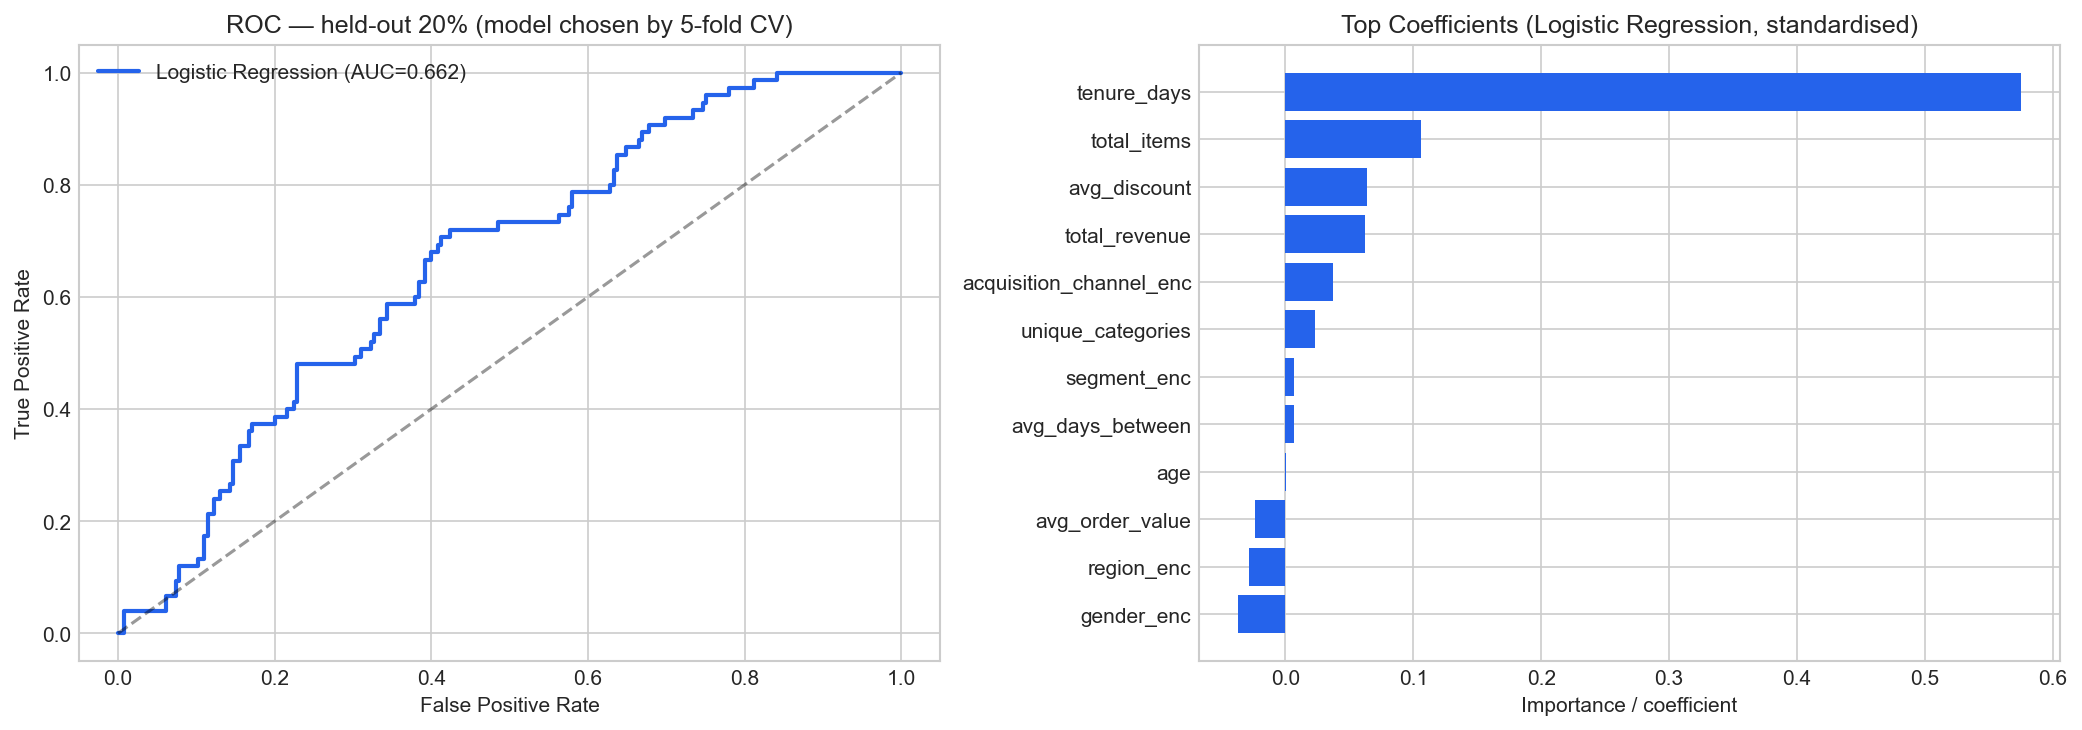 ROC — held-out 20% (model chosen by 5-fold CV)
Logistic Regression (AUC=0.662)
True Positive Rate
1.0
0.8
0.6
0.4
0.2
0.0
0.0 0.2 0.4 0.6 0.8 1.0
False Positive Rate
Top Coefficients (Logistic Regression, standardised)
tenure_days
total_items
avg_discount
total_revenue
acquisition_channel_enc
unique_categories
segment_enc
avg_days_between
age
avg_order_value
region_enc
gender_enc
0.0 0.1 0.2 0.3 0.4 0.5 0.6
Importance / coefficient